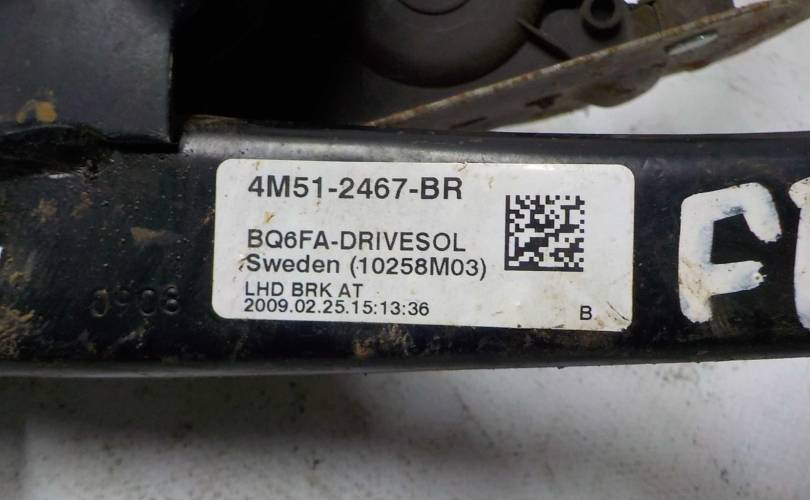 4M51-2467-BR
BQ6FA-DRIVESOL
Sweden (10258M03)
LHD BRK AT
2009.02.25.15:13:36
B
0908